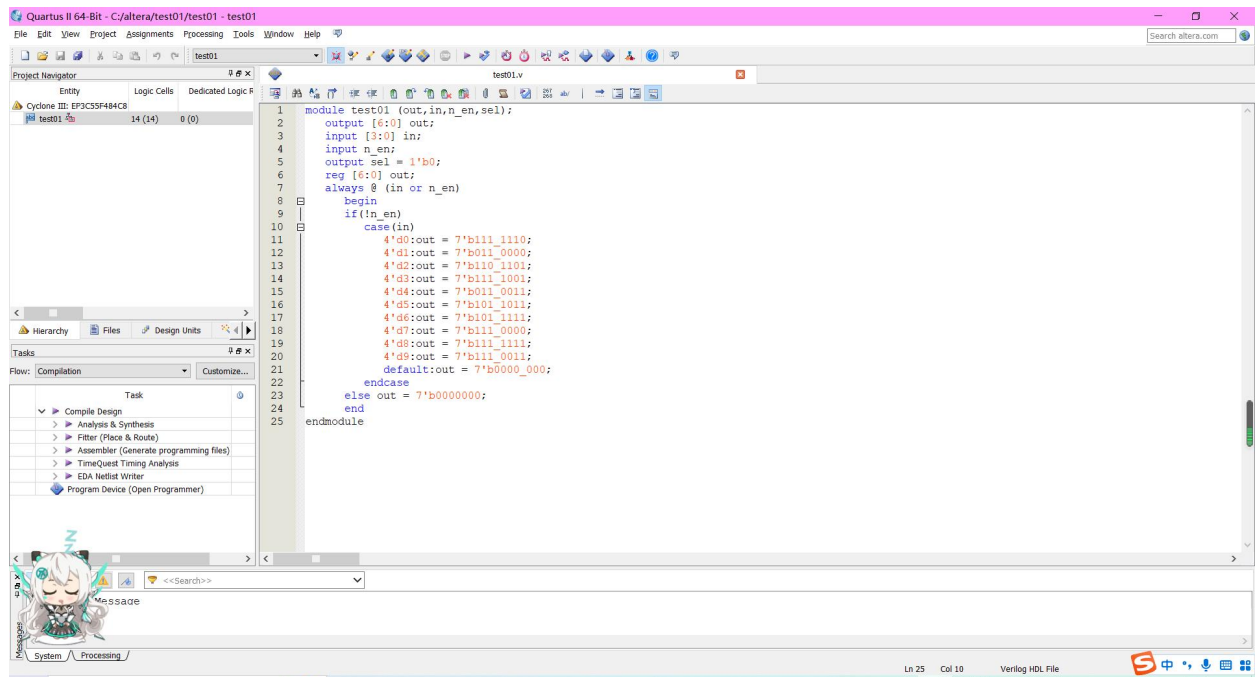 Quartus II 64-Bit - C:/altera/test01/test01 - test01
File Edit View Project Assignments Processing Tools Window Help
Search altera.com
test01
Project Navigator
Entity Logic Cells Dedicated Logic R
Cyclone III: EP3C55F484C8
test01 14 (14) 0 (0)
Hierarchy Files Design Units
Tasks
Flow: Compilation Customize...
Task
Compile Design
Analysis & Synthesis
Fitter (Place & Route)
Assembler (Generate programming files)
TimeQuest Timing Analysis
EDA Netlist Writer
Program Device (Open Programmer)
test01.v
267
268
ab/
1 module test01 (out,in,n_en,sel);
2 output [6:0] out;
3 input [3:0] in;
4 input n_en;
5 output sel = 1'b0;
6 reg [6:0] out;
7 always @ (in or n_en)
8 begin
9 if(!n_en)
10 case(in)
11 4'd0:out = 7'b111_1110;
12 4'd1:out = 7'b011_0000;
13 4'd2:out = 7'b110_1101;
14 4'd3:out = 7'b111_1001;
15 4'd4:out = 7'b011_0011;
16 4'd5:out = 7'b101_1011;
17 4'd6:out = 7'b101_1111;
18 4'd7:out = 7'b111_0000;
19 4'd8:out = 7'b111_1111;
20 4'd9:out = 7'b111_0011;
21 default:out = 7'b0000_000;
22 endcase
23 else out = 7'b0000000;
24 end
25 endmodule
Z
Z
<<Search>>
Message
Messages
System Processing
Ln 25 Col 10 Verilog HDL File
S 中